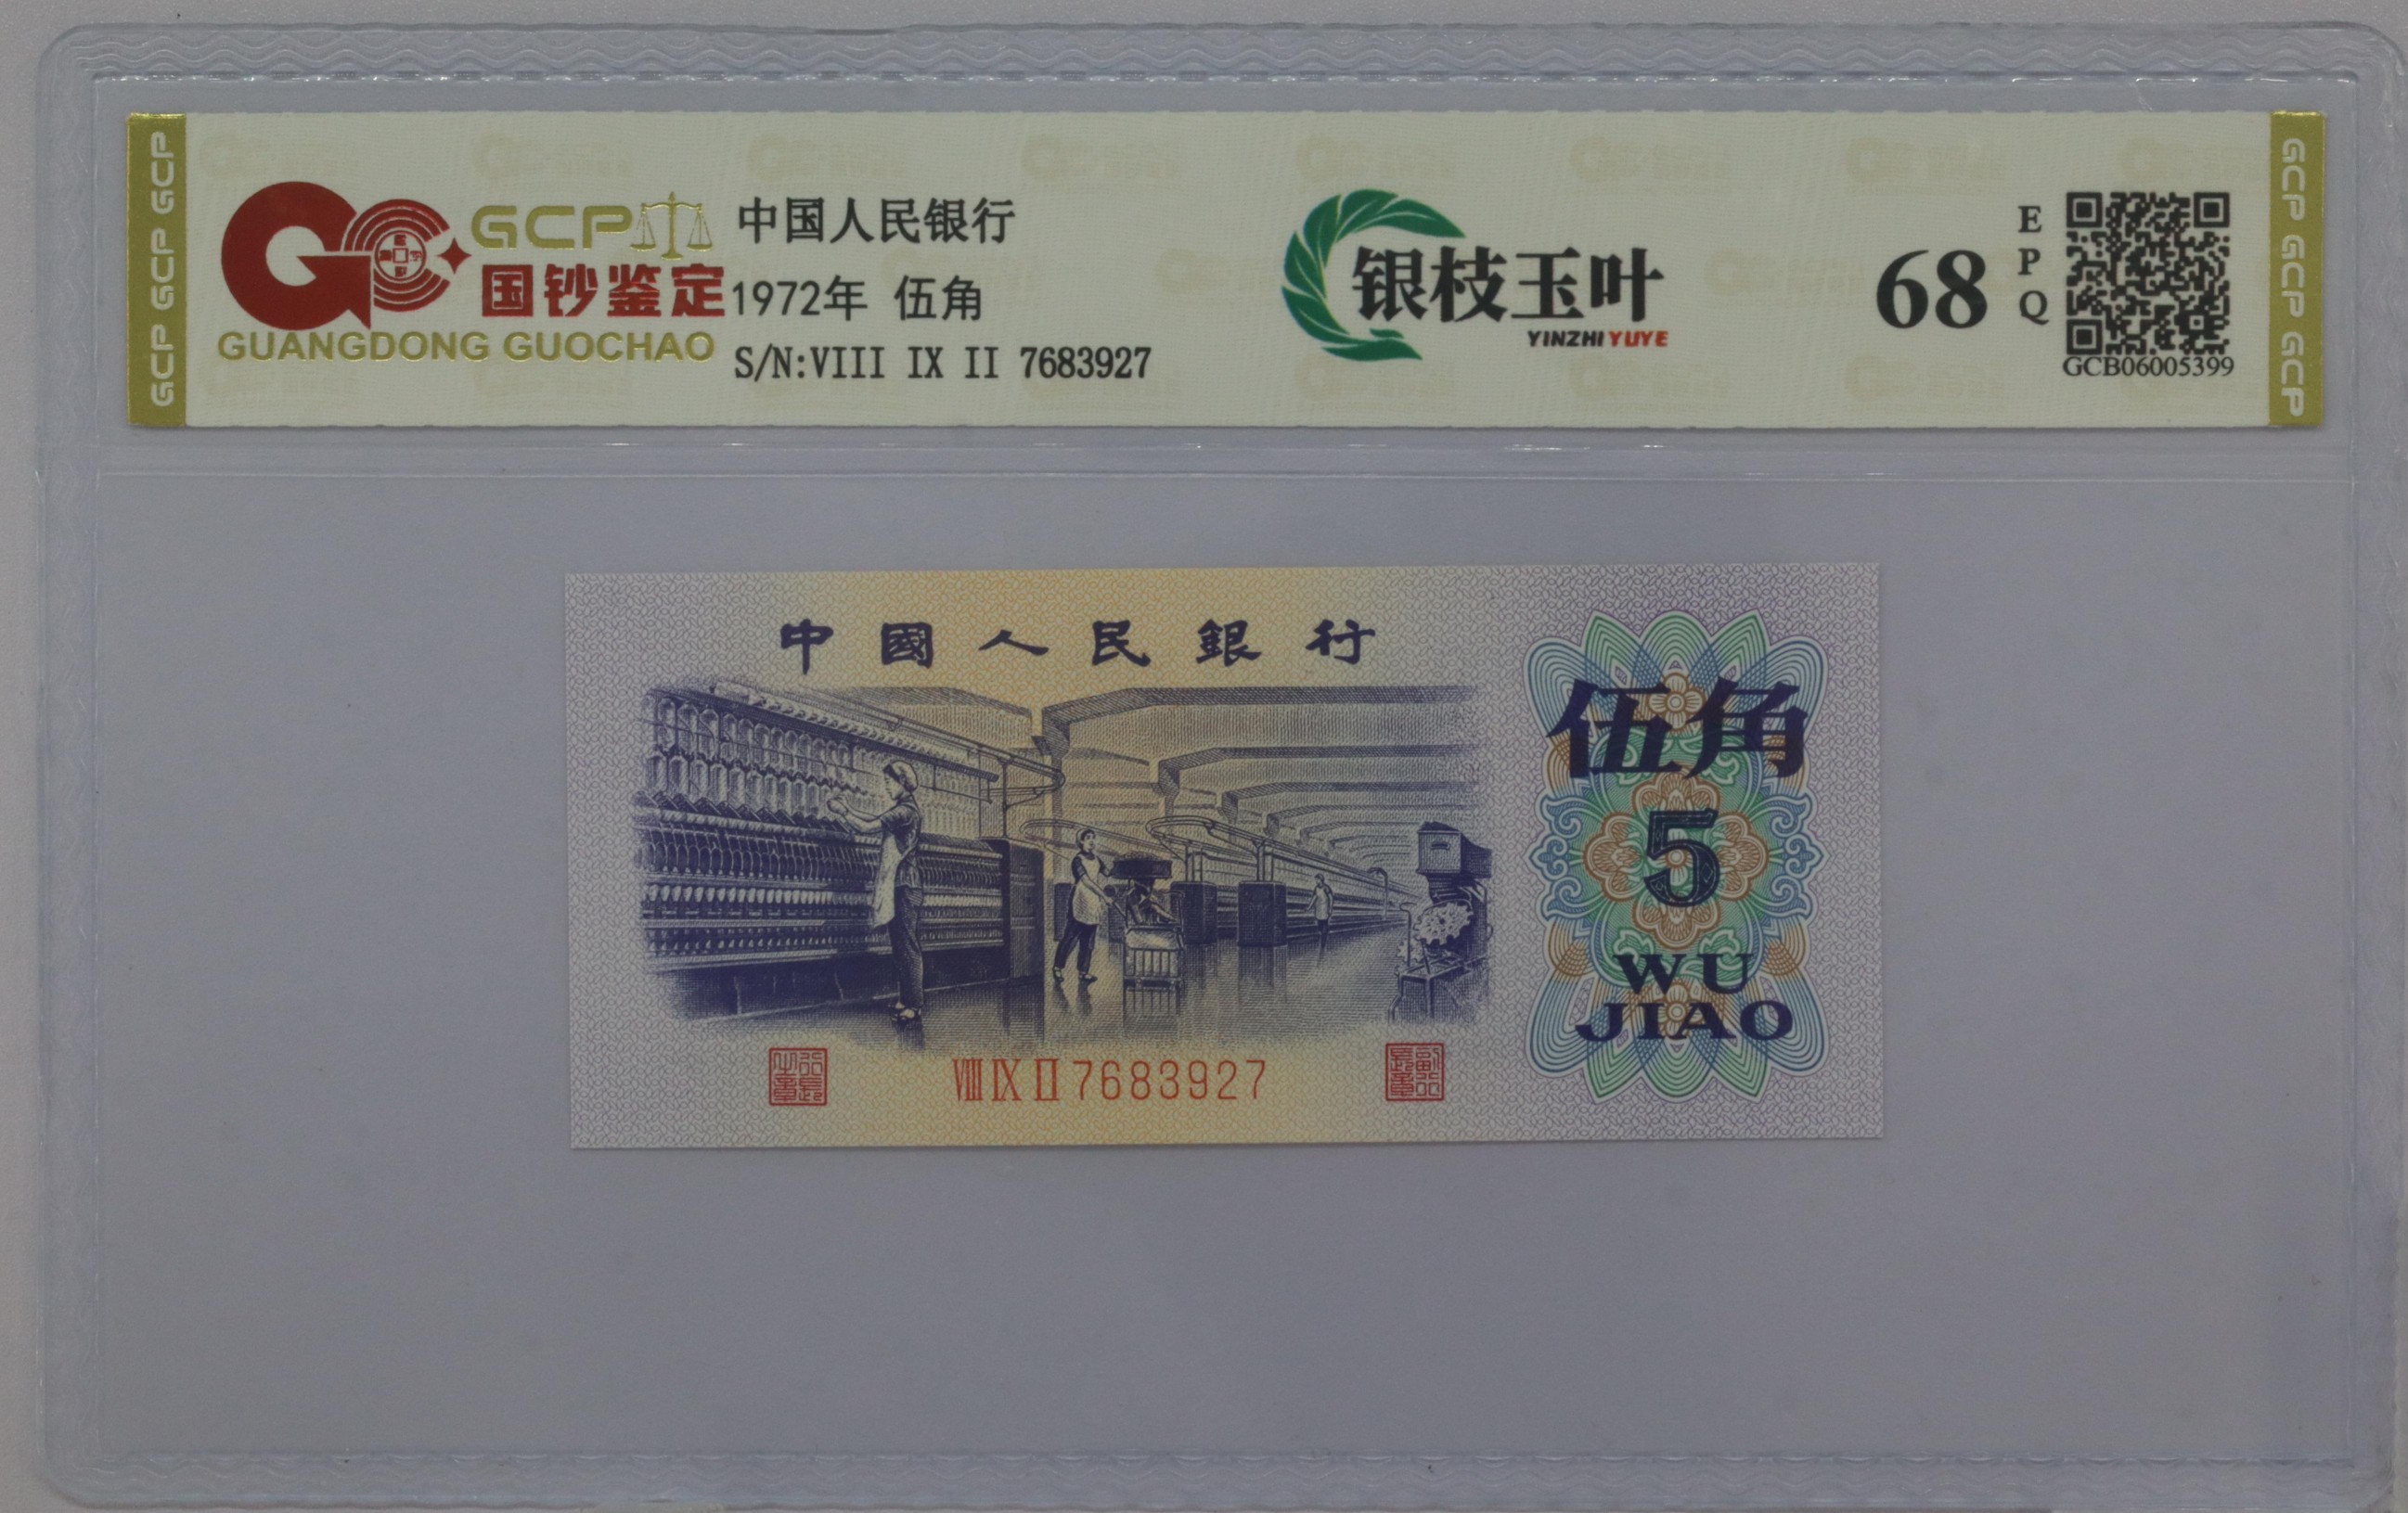 GCP GCP GCP
GCP
国钞鉴定
GUANGDONG GUOCHAO
中国人民银行
1972年 伍角
S/N:VIII IX II 7683927
银枝玉叶
YINZHI YUYE
68
EPQ
GCB06005399
GCP GCP GCP
中國人民銀行
伍角
5
WU
JIAO
VIII IX II 7683927